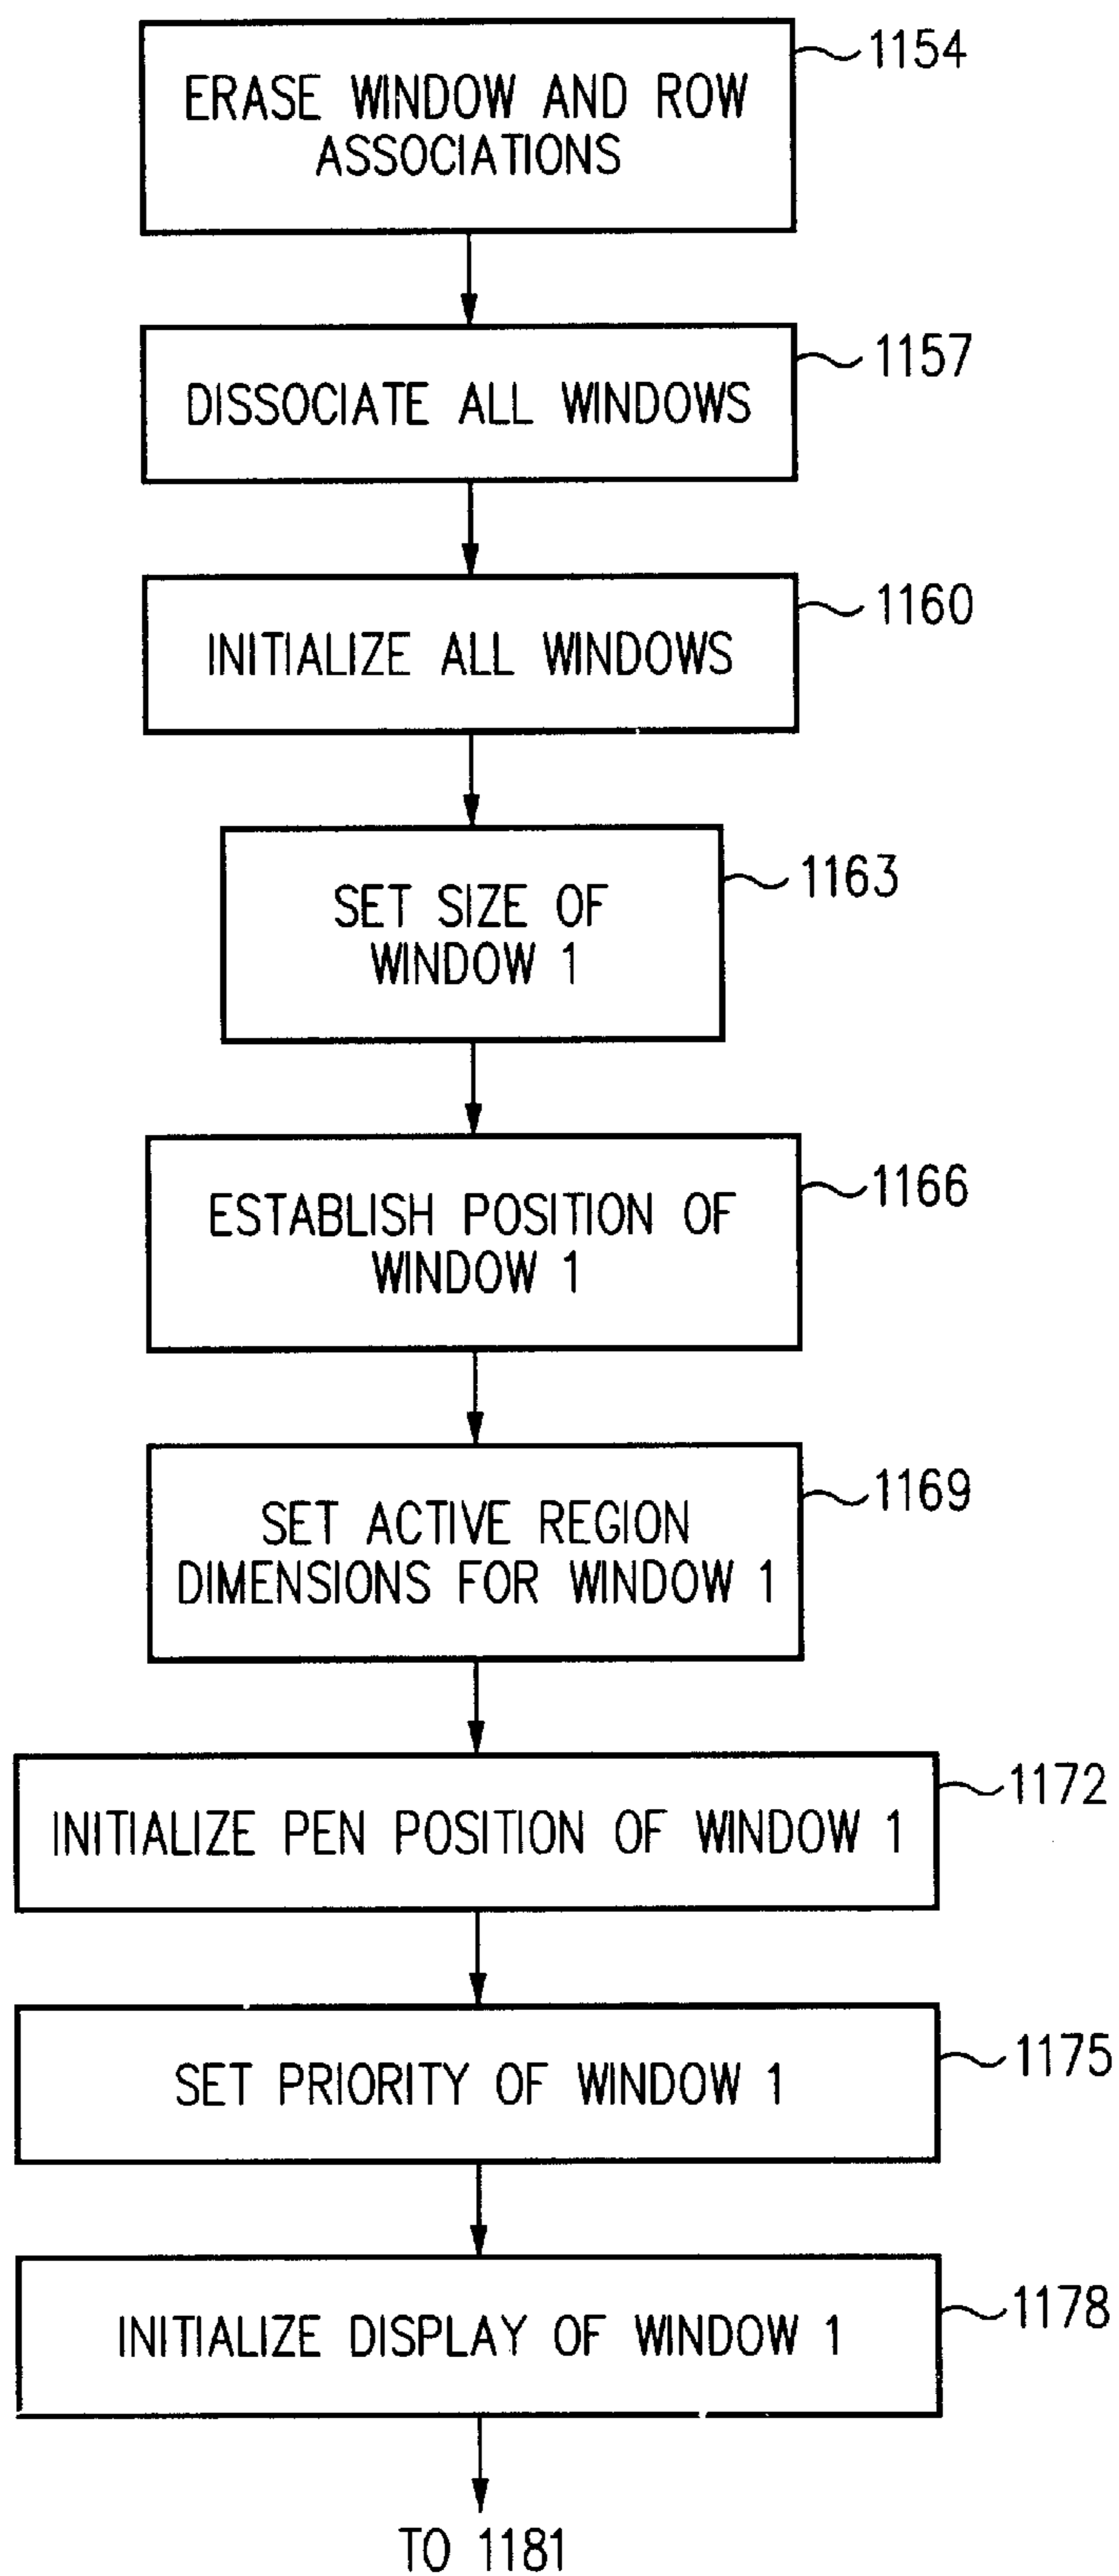 1154
ERASE WINDOW AND ROW
ASSOCIATIONS
1157
DISSOCIATE ALL WINDOWS
1160
INITIALIZE ALL WINDOWS
1163
SET SIZE OF
WINDOW 1
1166
ESTABLISH POSITION OF
WINDOW 1
1169
SET ACTIVE REGION
DIMENSIONS FOR WINDOW 1
1172
INITIALIZE PEN POSITION OF WINDOW 1
1175
SET PRIORITY OF WINDOW 1
1178
INITIALIZE DISPLAY OF WINDOW 1
TO 1181